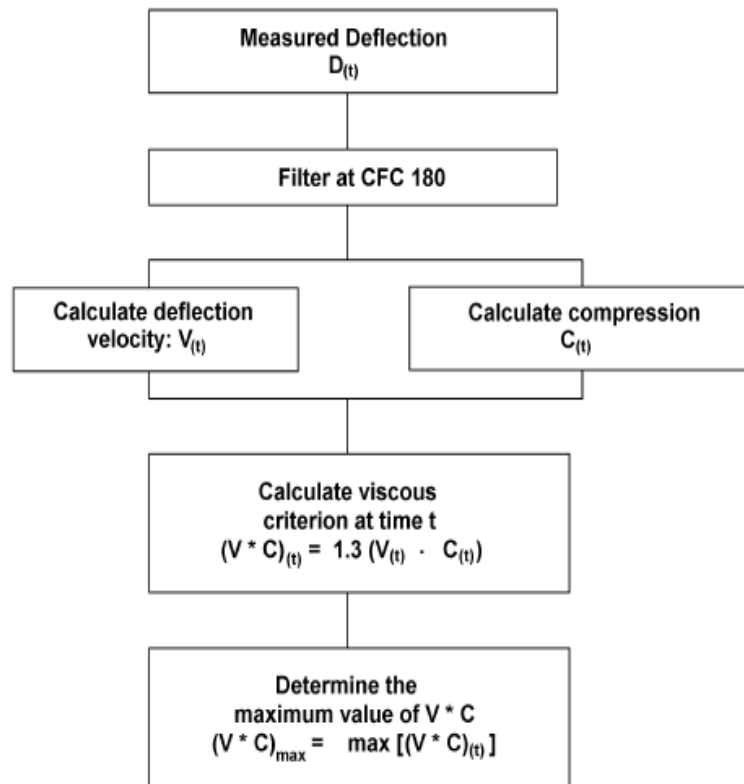 Measured Deflection
D(t)
Filter at CFC 180
Calculate deflection
velocity: V(t)
Calculate compression
C(t)
Calculate viscous
criterion at time t
(V * C)(t) = 1.3 (V(t) · C(t))
Determine the
maximum value of V * C
(V * C)max = max [(V * C)(t) ]